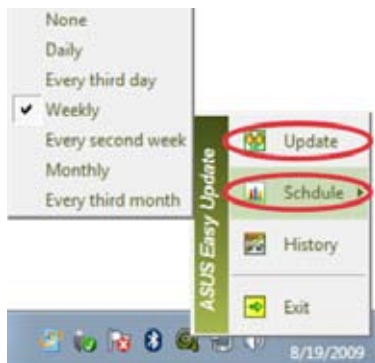 None
Daily
Every third day
Weekly
Every second week
Monthly
Every third month
ASUS Easy Update
Update
Schdule
History
Exit
8/19/2009